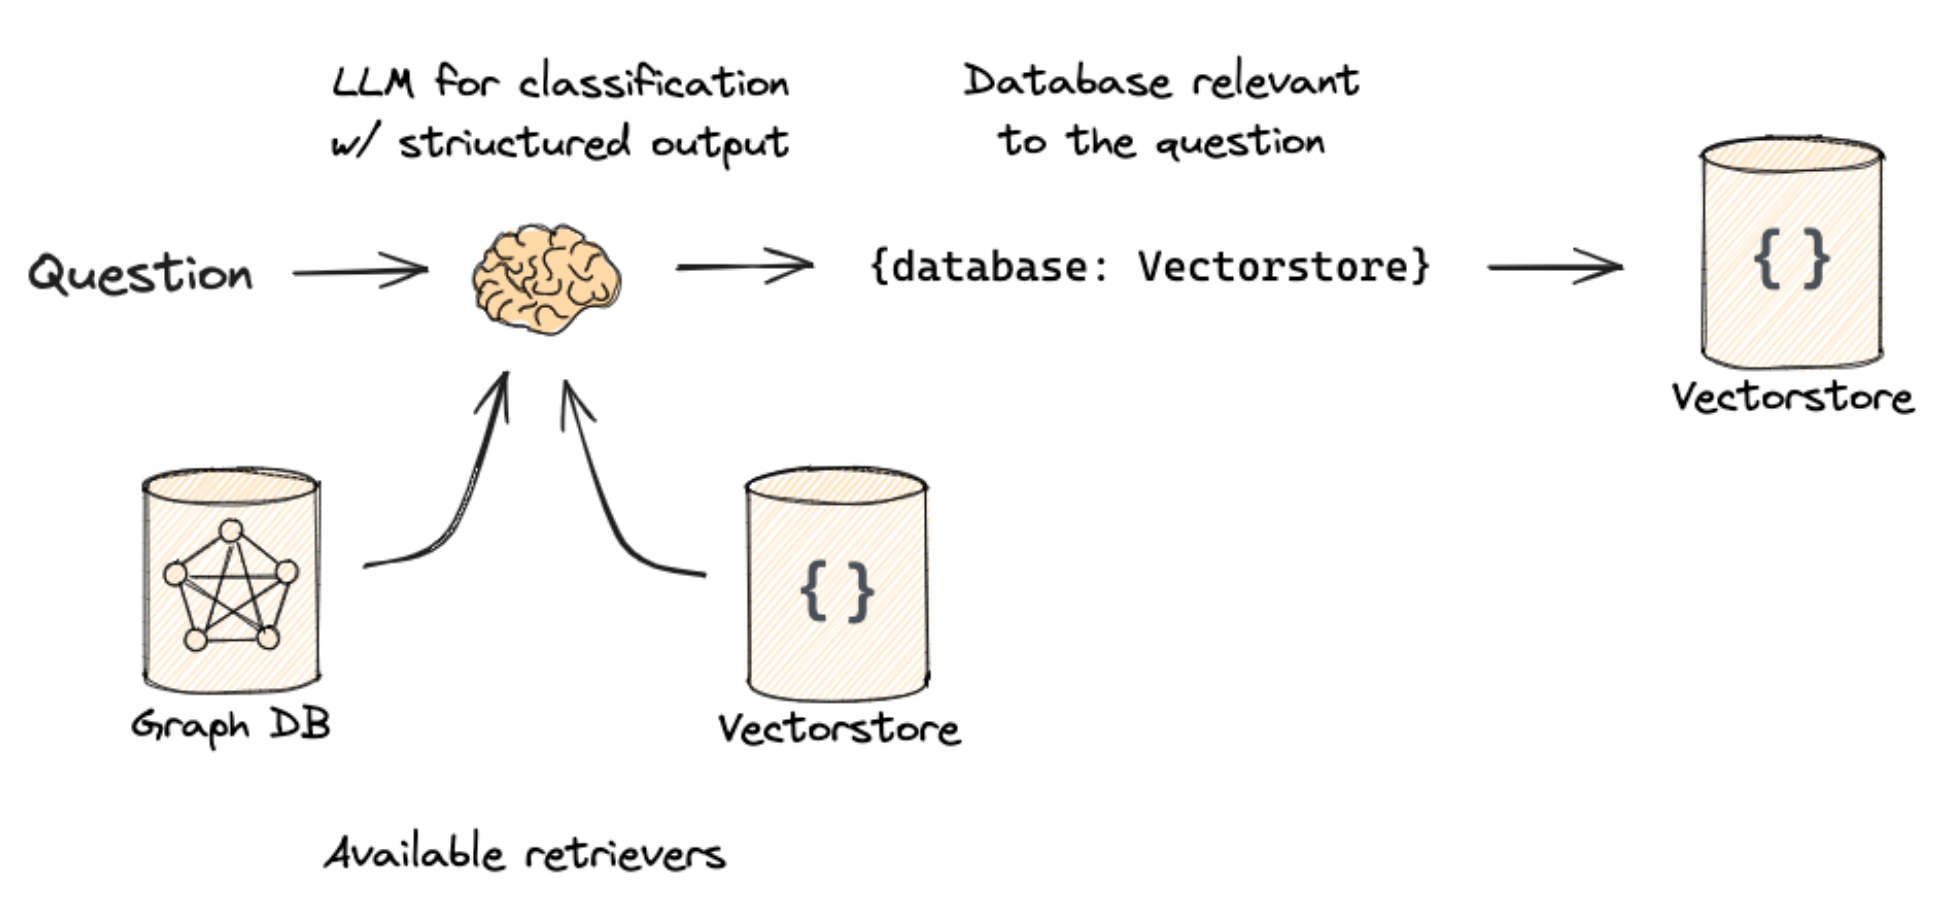 LLM for classification
w/ striuctured output
Database relevant
to the question
Question
{database: Vectorstore}
{ }
Vectorstore
{ }
Graph DB
Vectorstore
Available retrievers